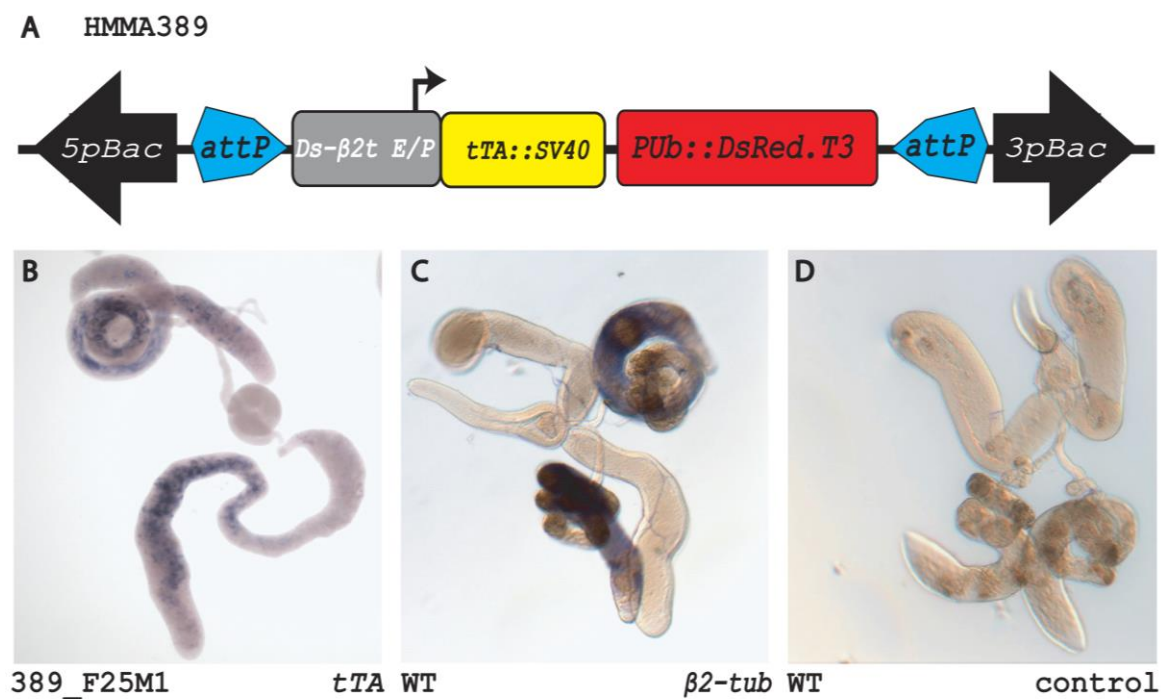 A HMMA389
5pBac attP Ds-β2t E/P tTA::SV40 PUb::DsRed.T3 attP 3pBac
B C D
389_F25M1 tTA WT β2-tub WT control